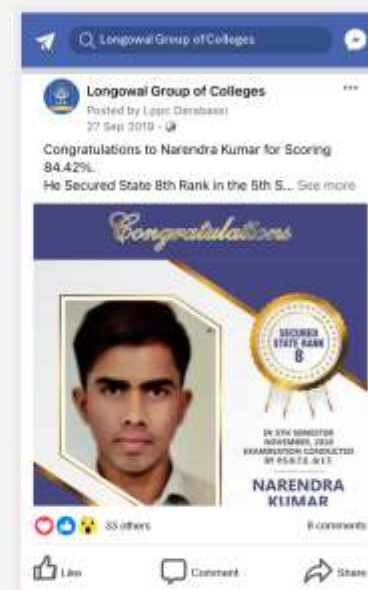 Longowal Group of Colleges
Longowal Group of Colleges
Posted by Lppc Derabassi
27 Sep 2019
Congratulations to Narendra Kumar for Scoring
84.42%.
He Secured State 8th Rank in the 5th S... See more
Congratulations
SECURED
STATE RANK
8
IN 5TH SEMESTER
NOVEMBER, 2018
EXAMINATION CONDUCTED
BY P.S.B.T.E. & I.T.
NARENDRA
KUMAR
33 others
8 comments
Like
Comment
Share